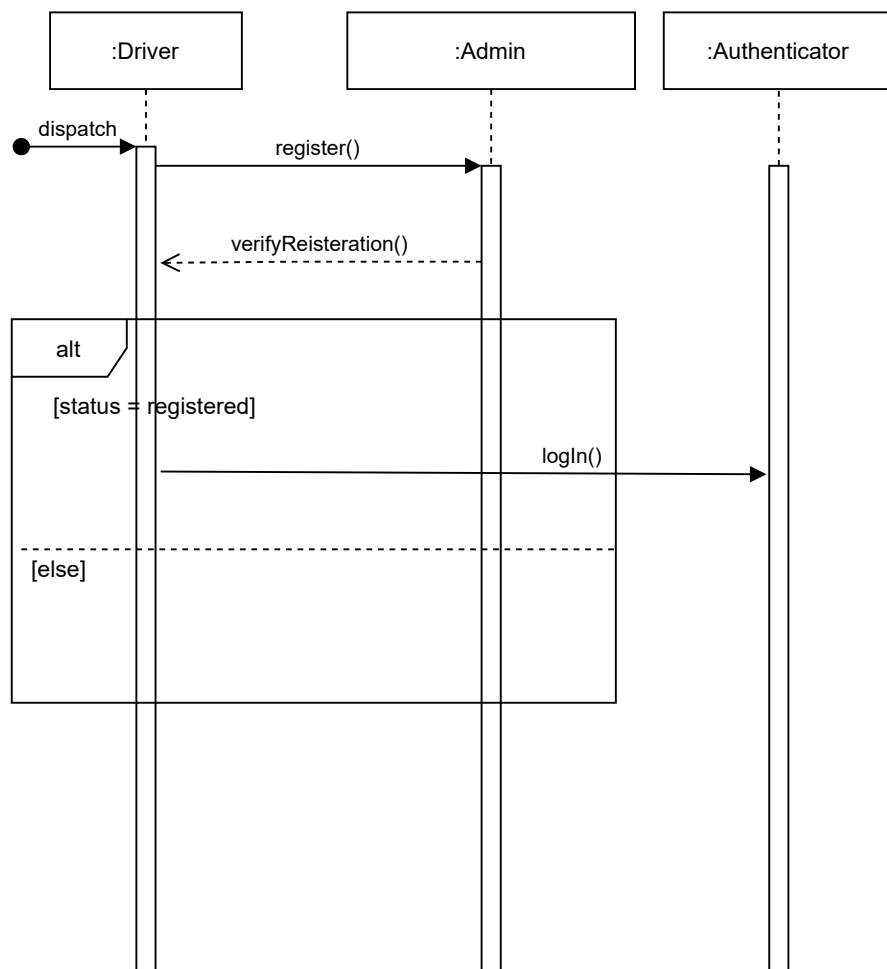 :Driver
:Admin
:Authenticator
dispatch
register()
verifyReisteration()
alt
[status = registered]
logIn()
[else]